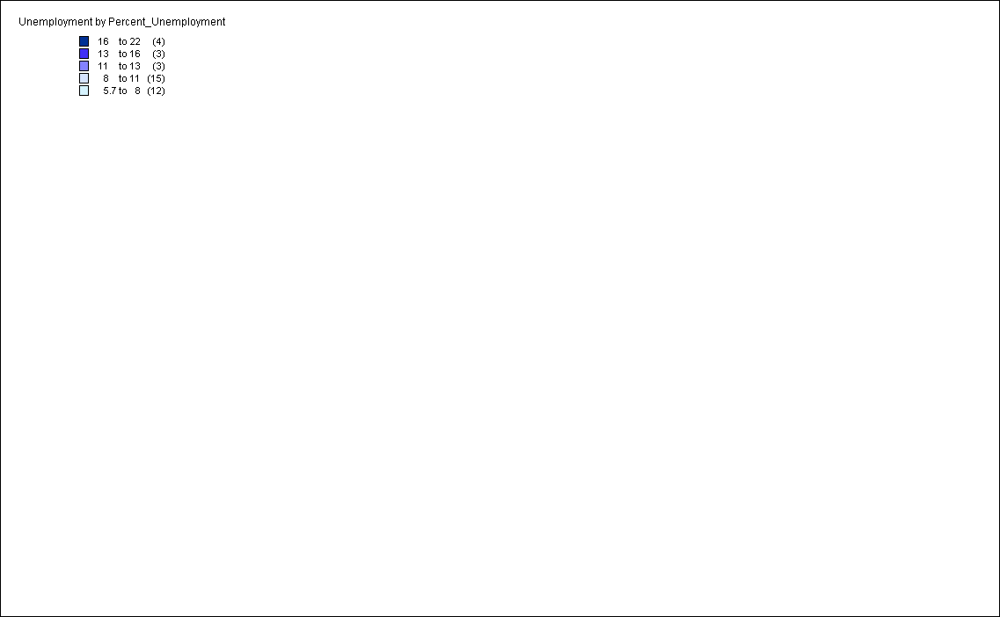 Unemployment by Percent_Unemployment
16 to 22 (4)
13 to 16 (3)
11 to 13 (3)
8 to 11 (15)
5.7 to 8 (12)